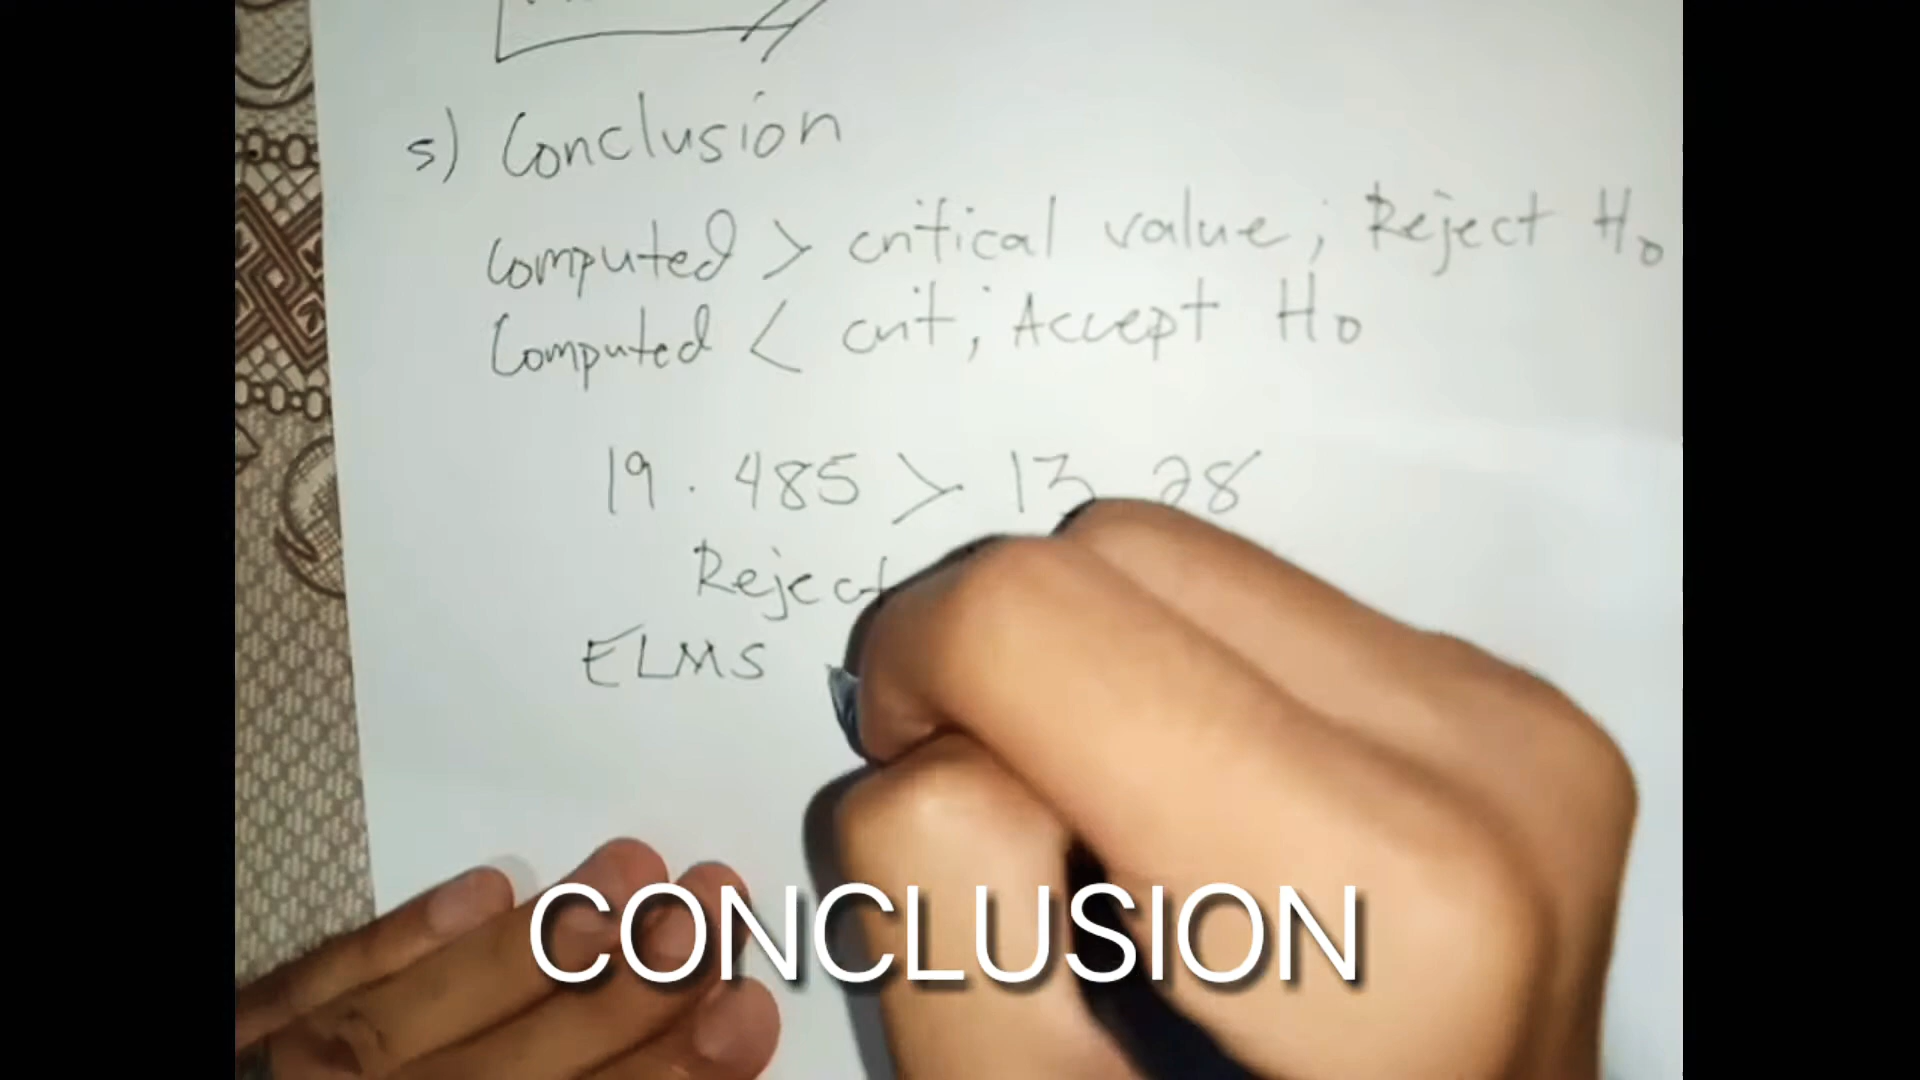 5) Conclusion
Computed > critical value; Reject Ho
Computed < crit; Accept Ho
19.485 > 13 28
Reject
ELMS
CONCLUSION